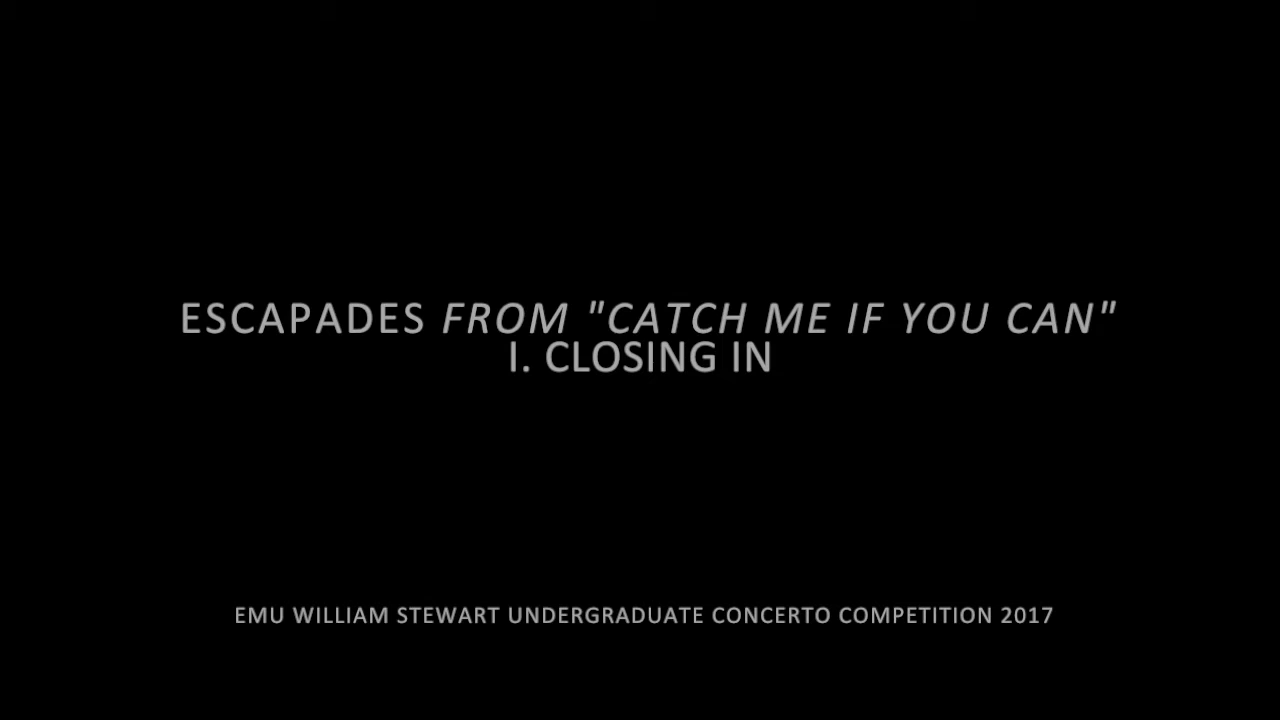 ESCAPADES FROM "CATCH ME IF YOU CAN"
I. CLOSING IN
EMU WILLIAM STEWART UNDERGRADUATE CONCERTO COMPETITION 2017